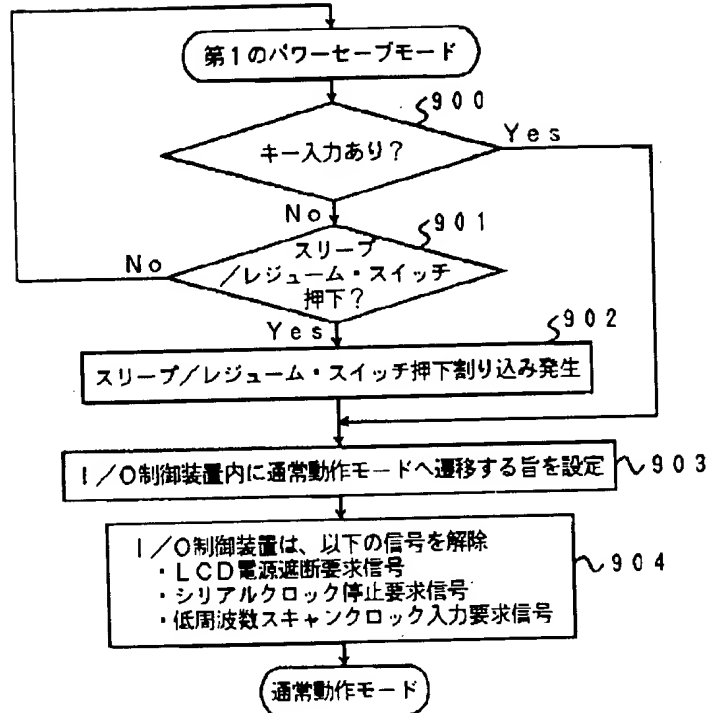 第1のパワーセーブモード
900
キー入力あり?
Yes
No
901
スリープ
/レジューム・スイッチ
押下?
No
Yes
902
スリープ/レジューム・スイッチ押下割り込み発生
I/O制御装置内に通常動作モードへ遷移する旨を設定
903
I/O制御装置は、以下の信号を解除
・LCD電源遮断要求信号
・シリアルクロック停止要求信号
・低周波数スキャンクロック入力要求信号
904
通常動作モード